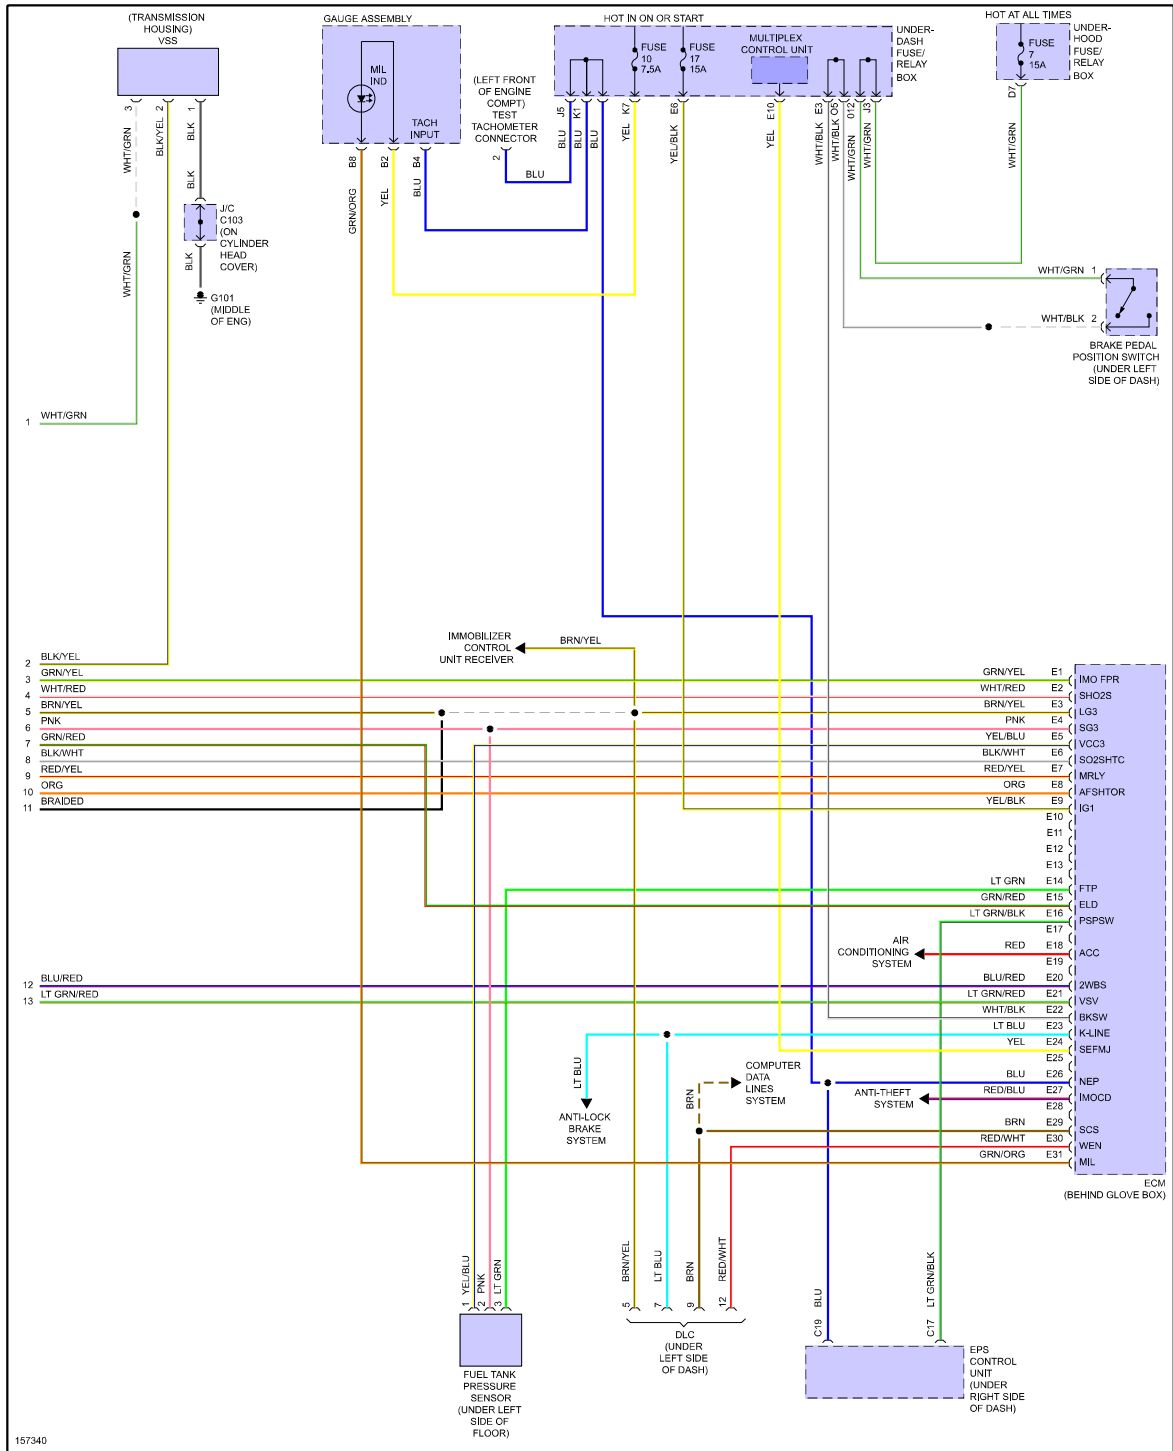 (TRANSMISSION
HOUSING)
VSS
3
2
1
WHT/GRN
BLK/YEL
BLK
BLK
J/C
C103
(ON
CYLINDER
HEAD
COVER)
BLK
G101
(MIDDLE
OF ENG)
WHT/GRN
GAUGE ASSEMBLY
MIL
IND
TACH
INPUT
B8
B2
B4
GRN/ORG
YEL
BLU
(LEFT FRONT
OF ENGINE
COMPT)
TEST
TACHOMETER
CONNECTOR
2
BLU
HOT IN ON OR START
FUSE
10
7.5A
FUSE
17
15A
MULTIPLEX
CONTROL UNIT
UNDER-
DASH
FUSE/
RELAY
BOX
J5
K1
K7
E6
E10
E3
O5
O12
J3
BLU
BLU
BLU
YEL
YEL/BLK
YEL
WHT/BLK
WHT/BLK
WHT/GRN
WHT/GRN
HOT AT ALL TIMES
FUSE
7
15A
UNDER-
HOOD
FUSE/
RELAY
BOX
D7
WHT/GRN
WHT/GRN 1
WHT/BLK 2
BRAKE PEDAL
POSITION SWITCH
(UNDER LEFT
SIDE OF DASH)
1 WHT/GRN
2 BLK/YEL
3 GRN/YEL
4 WHT/RED
5 BRN/YEL
6 PNK
7 GRN/RED
8 BLK/WHT
9 RED/YEL
10 ORG
11 BRAIDED
12 BLU/RED
13 LT GRN/RED
IMMOBILIZER
CONTROL
UNIT RECEIVER
BRN/YEL
GRN/YEL E1 IMO FPR
WHT/RED E2 SHO2S
BRN/YEL E3 LG3
PNK E4 SG3
YEL/BLU E5 VCC3
BLK/WHT E6 SO2SHTC
RED/YEL E7 MRLY
ORG E8 AFSHTOR
YEL/BLK E9 IG1
E10
E11
E12
E13
LT GRN E14 FTP
GRN/RED E15 ELD
LT GRN/BLK E16 PSPSW
E17
RED E18 ACC
E19
BLU/RED E20 2WBS
LT GRN/RED E21 VSV
WHT/BLK E22 BKSW
LT BLU E23 K-LINE
YEL E24 SEFMJ
E25
BLU E26 NEP
RED/BLU E27 IMOCD
E28
BRN E29 SCS
RED/WHT E30 WEN
GRN/ORG E31 MIL
ECM
(BEHIND GLOVE BOX)
AIR
CONDITIONING
SYSTEM
ANTI-THEFT
SYSTEM
COMPUTER
DATA
LINES
SYSTEM
BRN
LT BLU
ANTI-LOCK
BRAKE
SYSTEM
YEL/BLU
PNK
LT GRN
1
2
3
FUEL TANK
PRESSURE
SENSOR
(UNDER LEFT
SIDE OF
FLOOR)
BRN/YEL
LT BLU
BRN
RED/WHT
5
7
9
12
DLC
(UNDER
LEFT SIDE
OF DASH)
BLU
LT GRN/BLK
C19
C17
EPS
CONTROL
UNIT
(UNDER
RIGHT SIDE
OF DASH)
157340